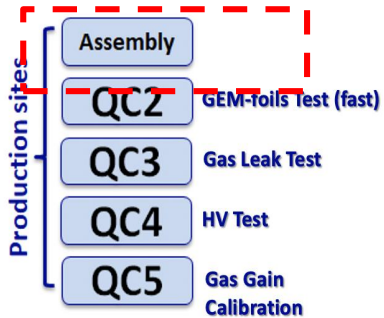 Assembly
Production sites
QC2 GEM-foils Test (fast)
QC3 Gas Leak Test
QC4 HV Test
QC5 Gas Gain
Calibration